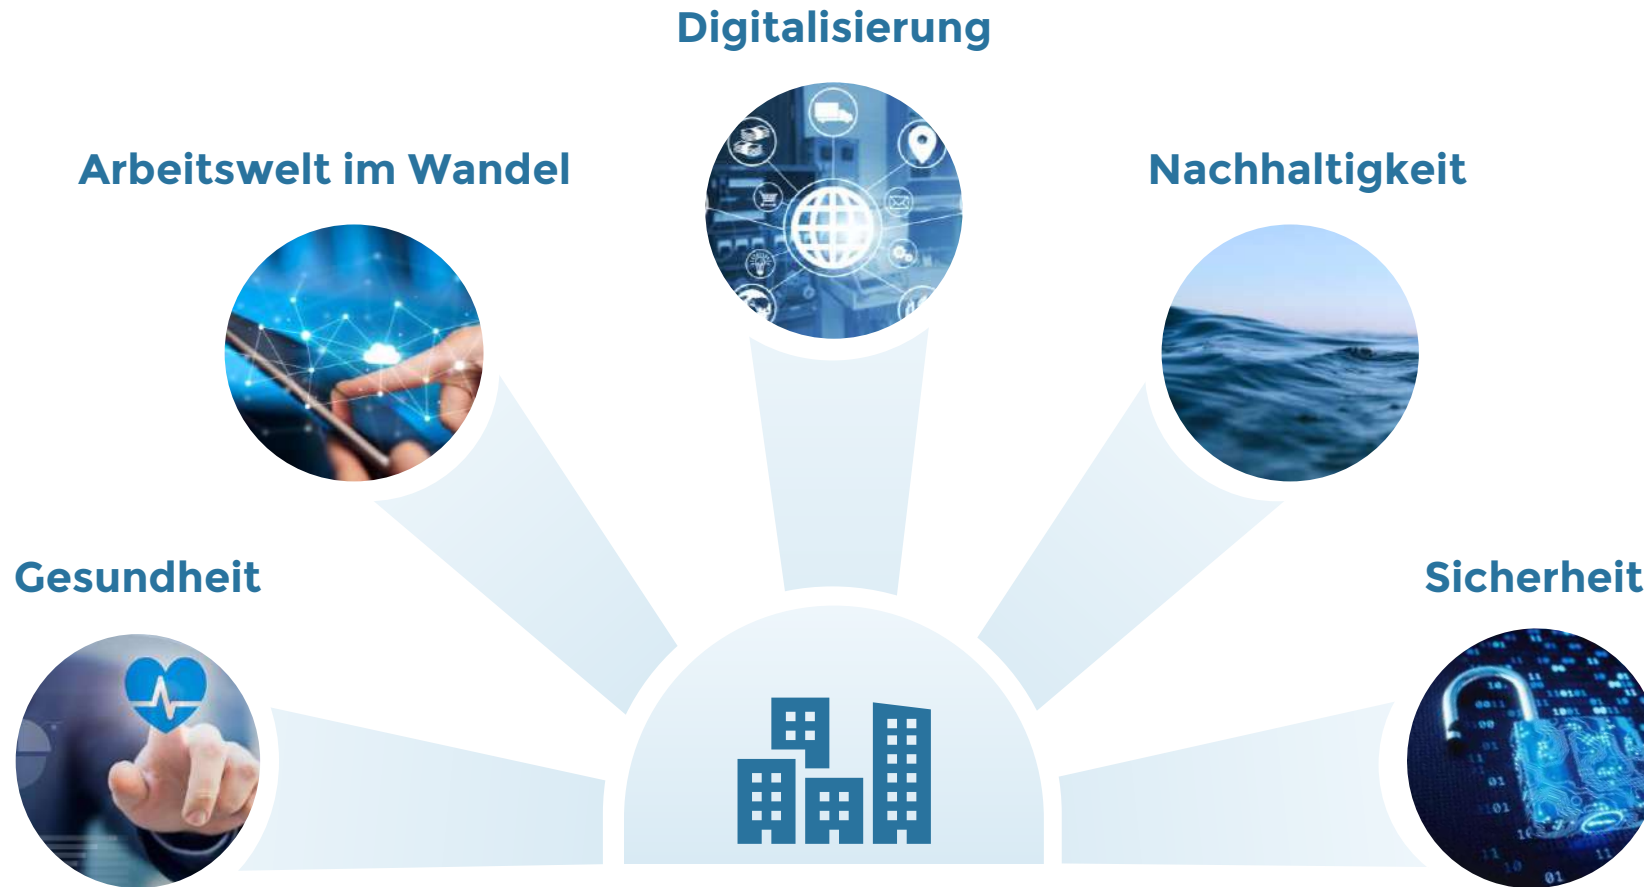 Digitalisierung
Arbeitswelt im Wandel
Nachhaltigkeit
Gesundheit
Sicherheit